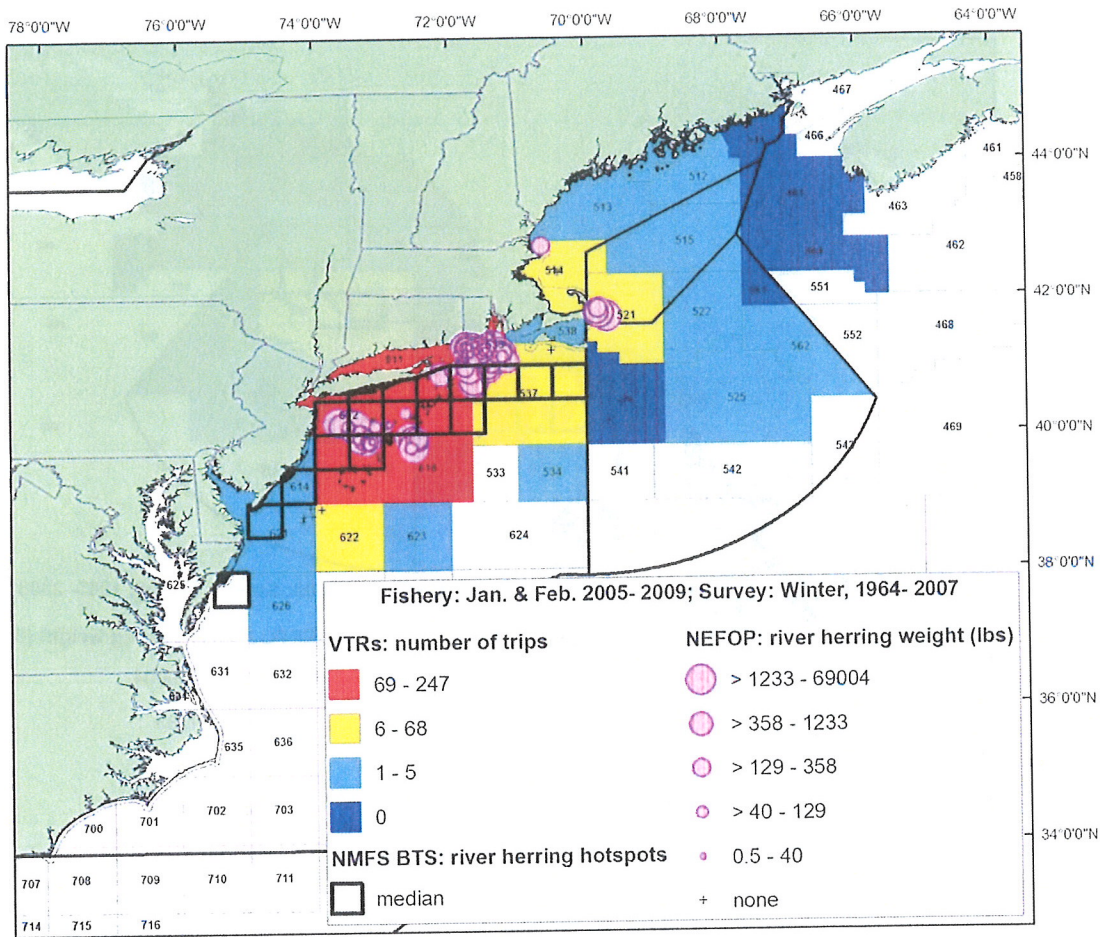 78°0'0"W 76°0'0"W 74°0'0"W 72°0'0"W 70°0'0"W 68°0'0"W 66°0'0"W 64°0'0"W
467
466
461
44°0'0"N
512
458
513
463
515
462
514
551
42°0'0"N
521
522
468
538
552
562
537
525
469
40°0'0"N
533
534
541
542
614
622
623
624
38°0'0"N
625
626
Fishery: Jan. & Feb. 2005- 2009; Survey: Winter, 1964- 2007
VTRs: number of trips
69 - 247
6 - 68
1 - 5
0
NMFS BTS: river herring hotspots
median
NEFOP: river herring weight (lbs)
> 1233 - 69004
> 358 - 1233
> 129 - 358
> 40 - 129
0.5 - 40
none
631 632
36°0'0"N
635 636
700 701 702 703
34°0'0"N
707 708 709 710 711
714 715 716